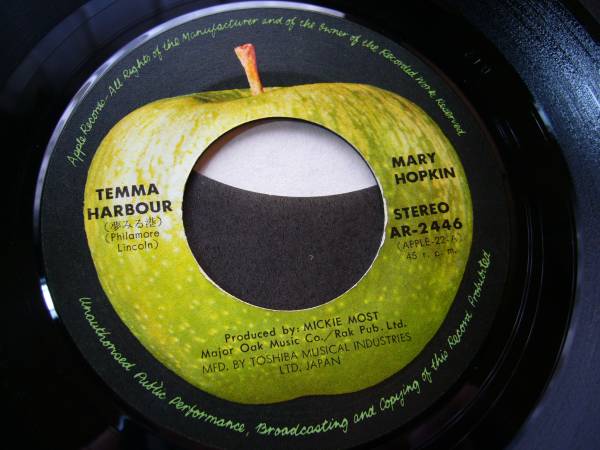 Apple Records-All Rights of the Manufacturer and of the Owner of the Recorded Work Reserved
TEMMA
HARBOUR
(夢みる港)
(Philamore
Lincoln)
MARY
HOPKIN
STEREO
AR-2446
45 r. p. m.
Produced by: MICKIE MOST
Major Oak Music Co./Rak Pub. Ltd.
MFD. BY TOSHIBA MUSICAL INDUSTRIES
LTD. JAPAN
Unauthorised Public Performance, Broadcasting and Copying of this Record Prohibited